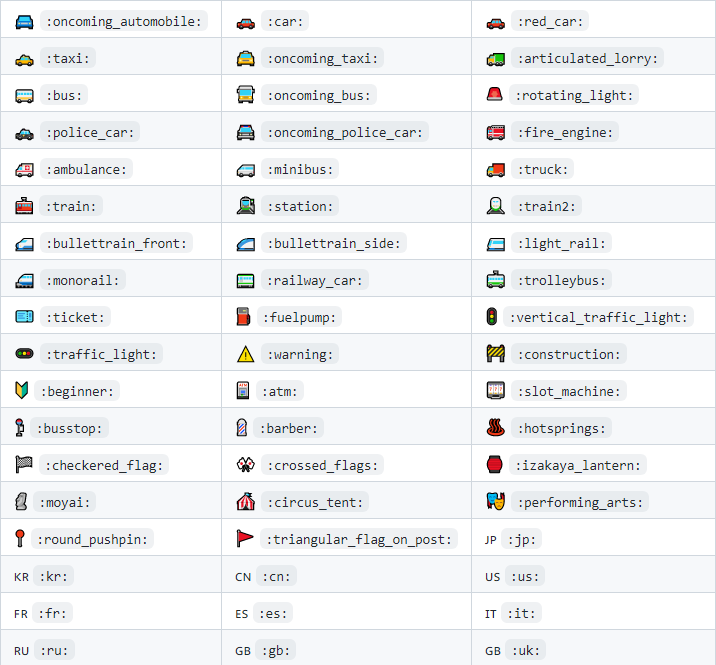 :oncoming_automobile: :car: :red_car:
:taxi: :oncoming_taxi: :articulated_lorry:
:bus: :oncoming_bus: :rotating_light:
:police_car: :oncoming_police_car: :fire_engine:
:ambulance: :minibus: :truck:
:train: :station: :train2:
:bullettrain_front: :bullettrain_side: :light_rail:
:monorail: :railway_car: :trolleybus:
:ticket: :fuelpump: :vertical_traffic_light:
:traffic_light: :warning: :construction:
:beginner: :atm: :slot_machine:
:busstop: :barber: :hotsprings:
:checkered_flag: :crossed_flags: :izakaya_lantern:
:moyai: :circus_tent: :performing_arts:
:round_pushpin: :triangular_flag_on_post: JP :jp:
KR :kr: CN :cn: US :us:
FR :fr: ES :es: IT :it:
RU :ru: GB :gb: GB :uk: